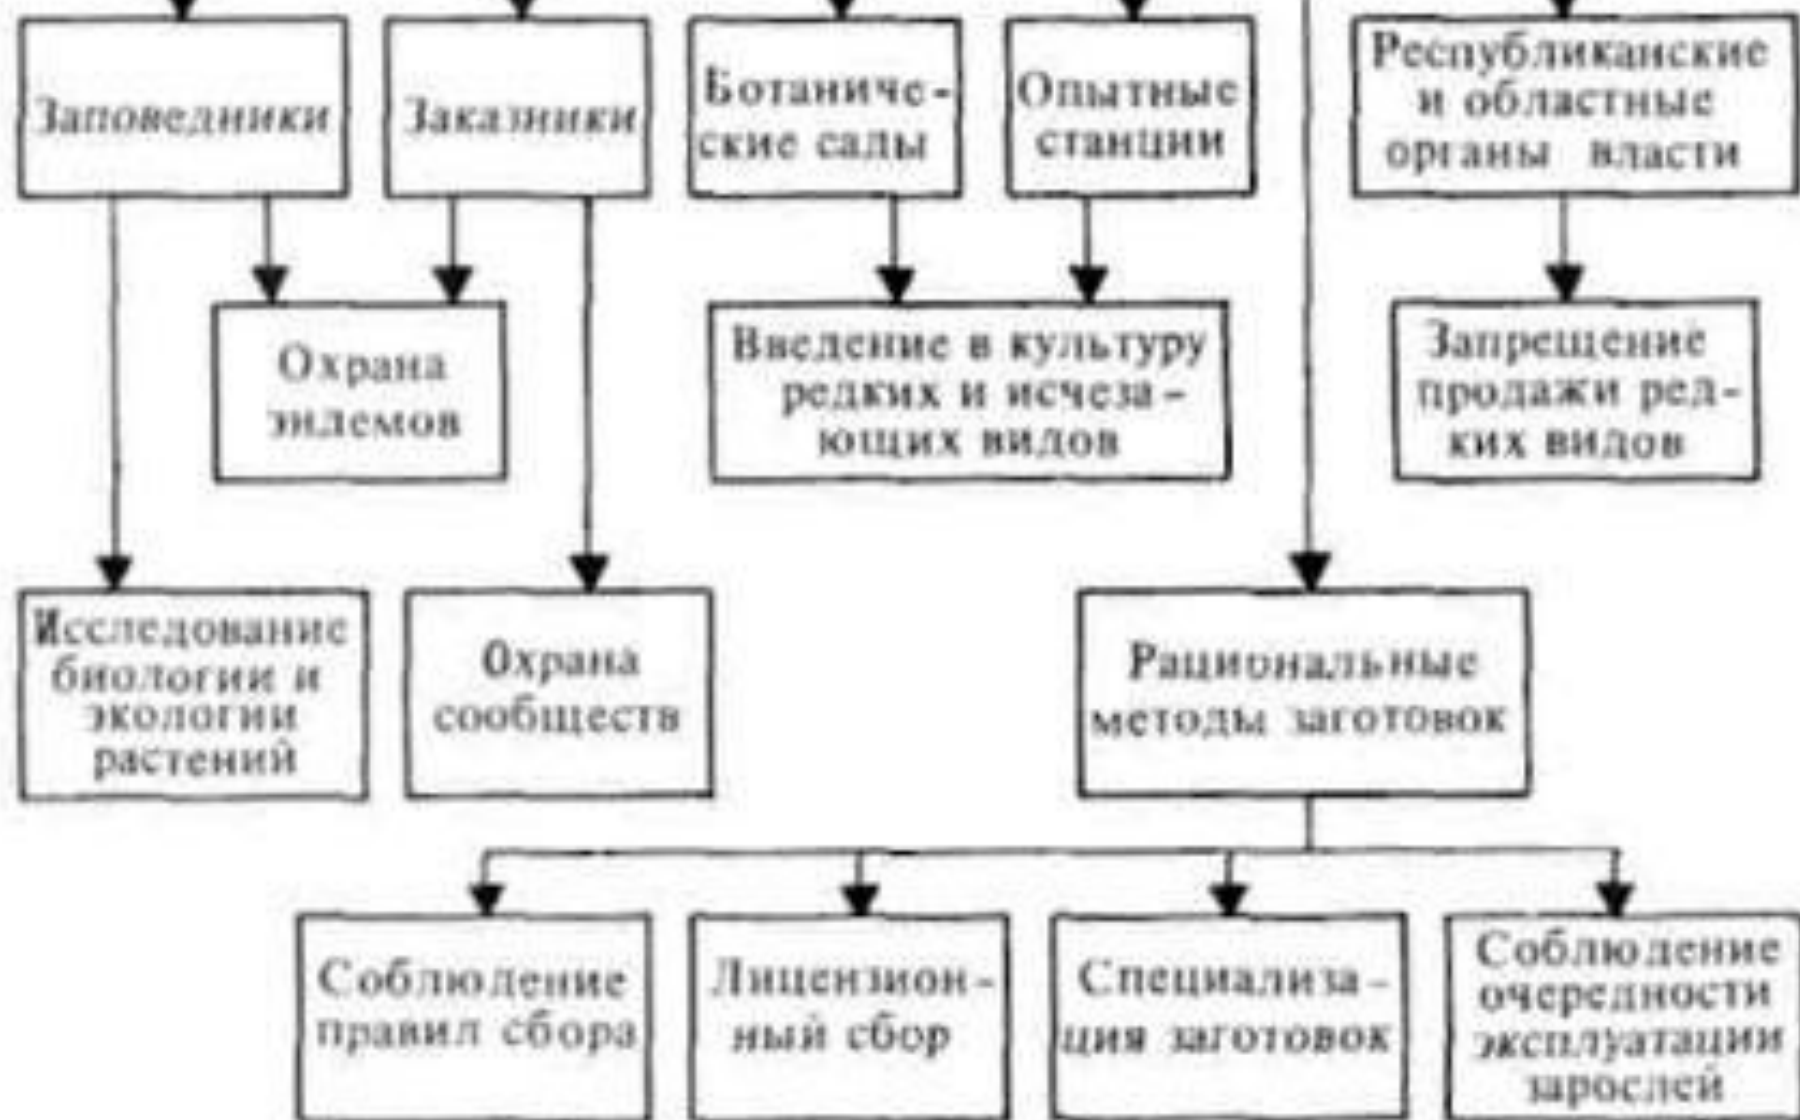 Заповедники
Заказники
Ботаниче-
ские сады
Опытные
станции
Республиканские
и областные
органы власти
Охрана
эндемов
Введение в культуру
редких и исчеза-
ющих видов
Запрещение
продажи ред-
ких видов
Исследование
биологии и
экологии
растений
Охрана
сообществ
Рациональные
методы заготовок
Соблюдение
правил сбора
Лицензион-
ный сбор
Специализа-
ция заготовок
Соблюдение
очередности
эксплуатации
зарослей